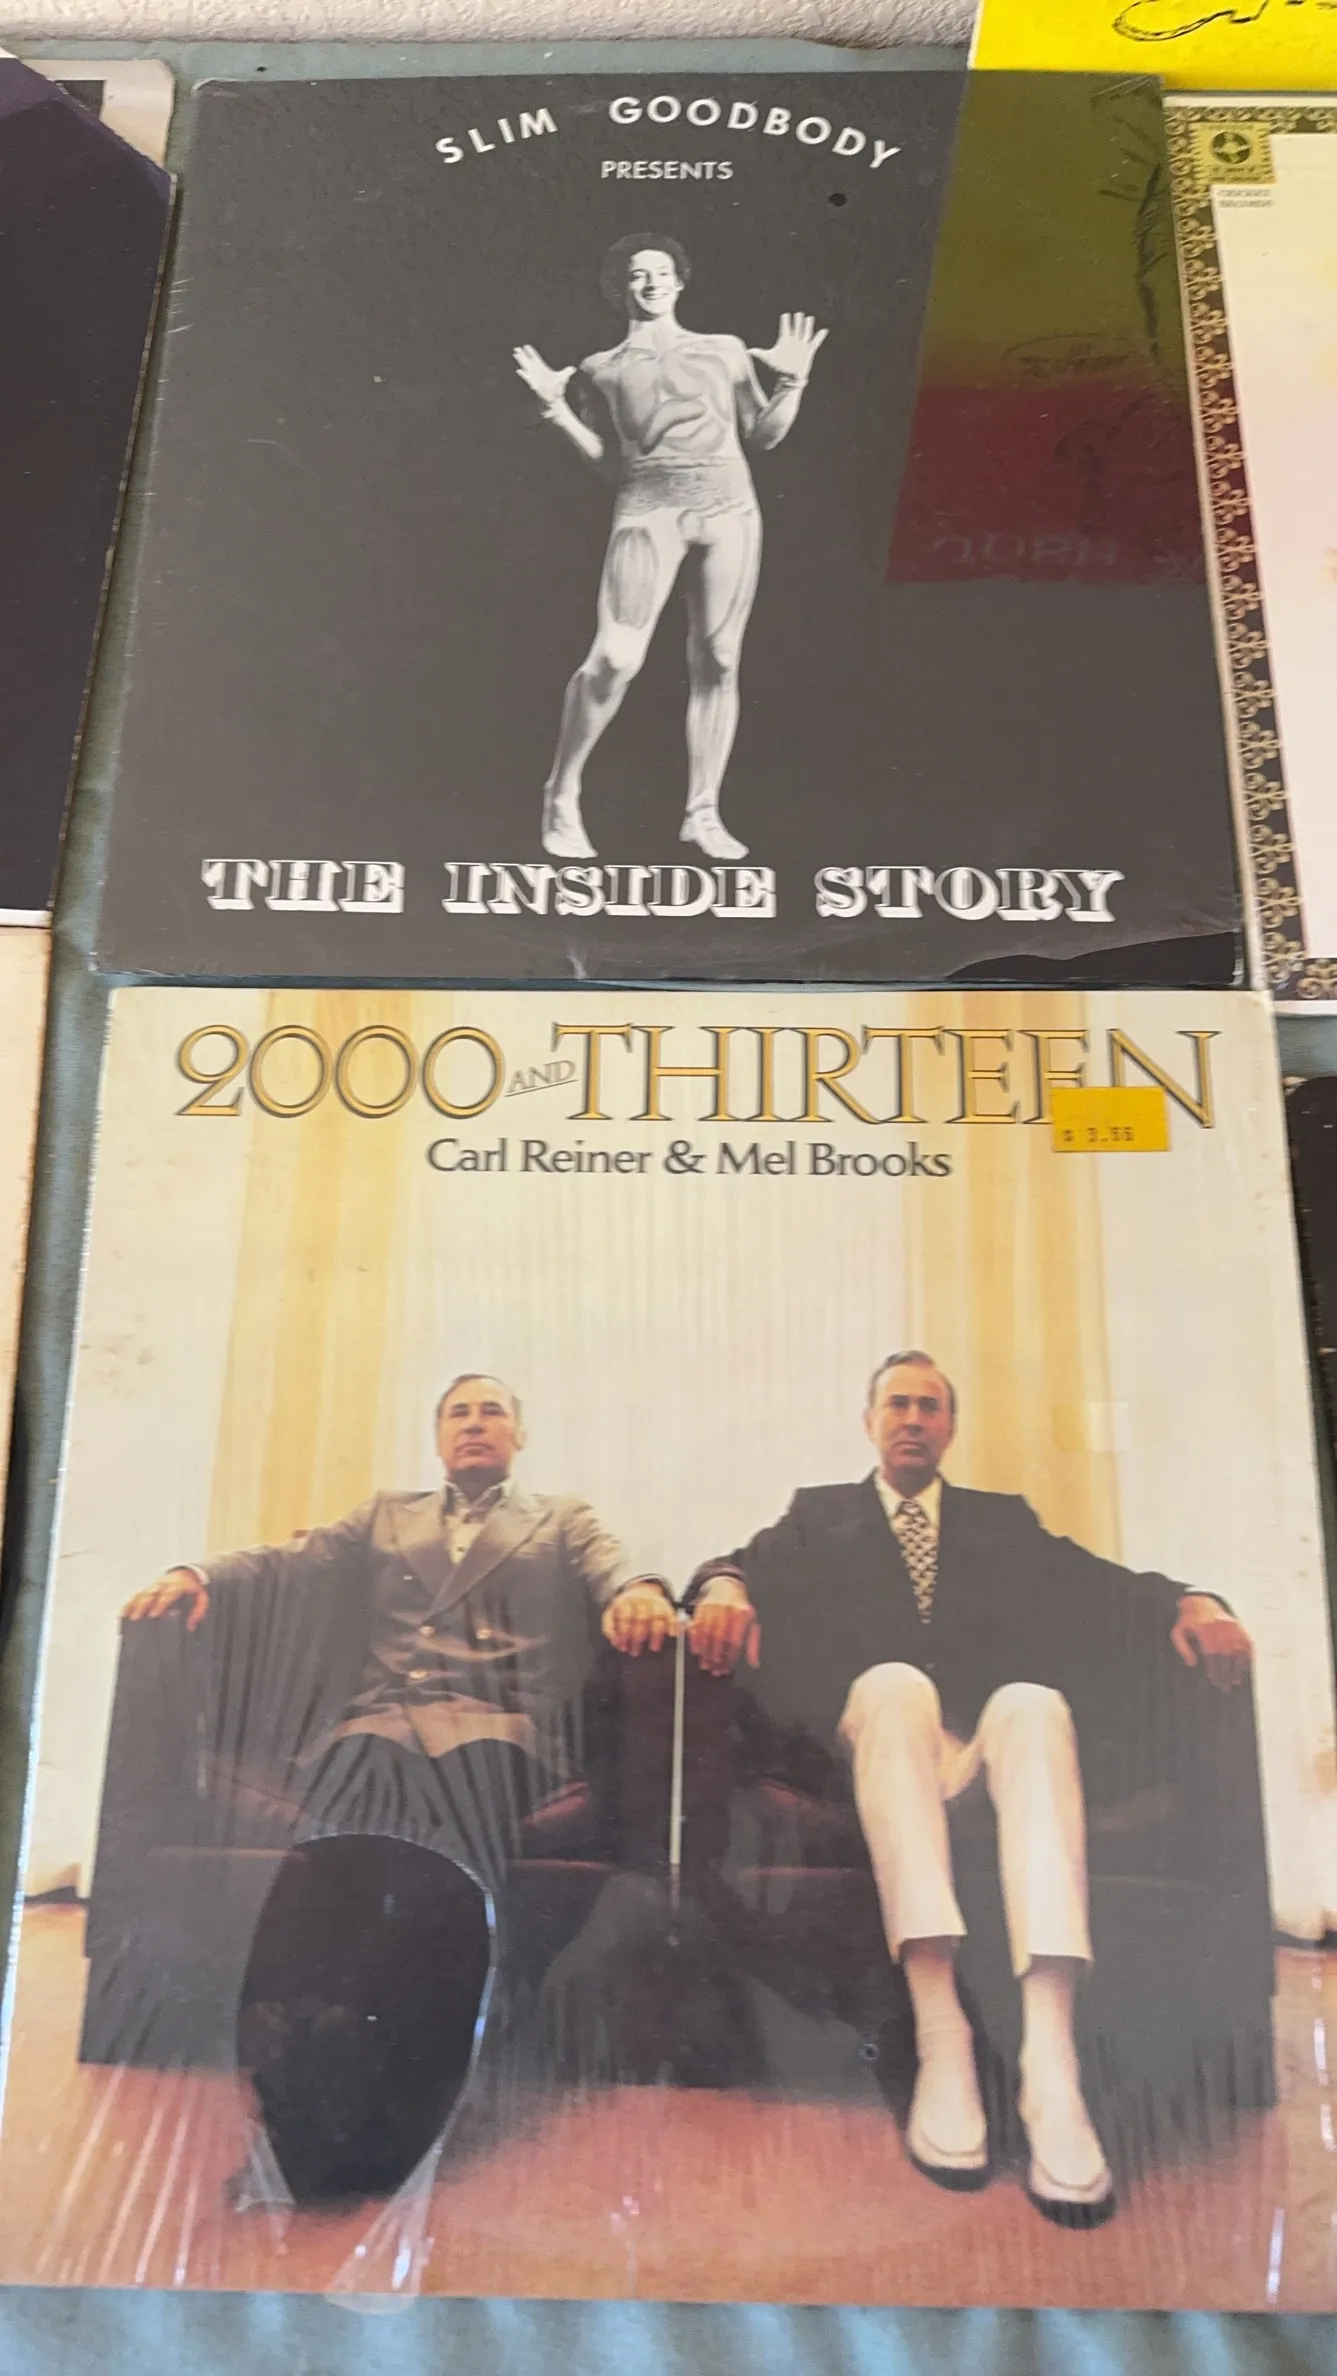 SLIM GOODBODY
PRESENTS
THE INSIDE STORY
2000 AND THIRTEEN
Carl Reiner & Mel Brooks